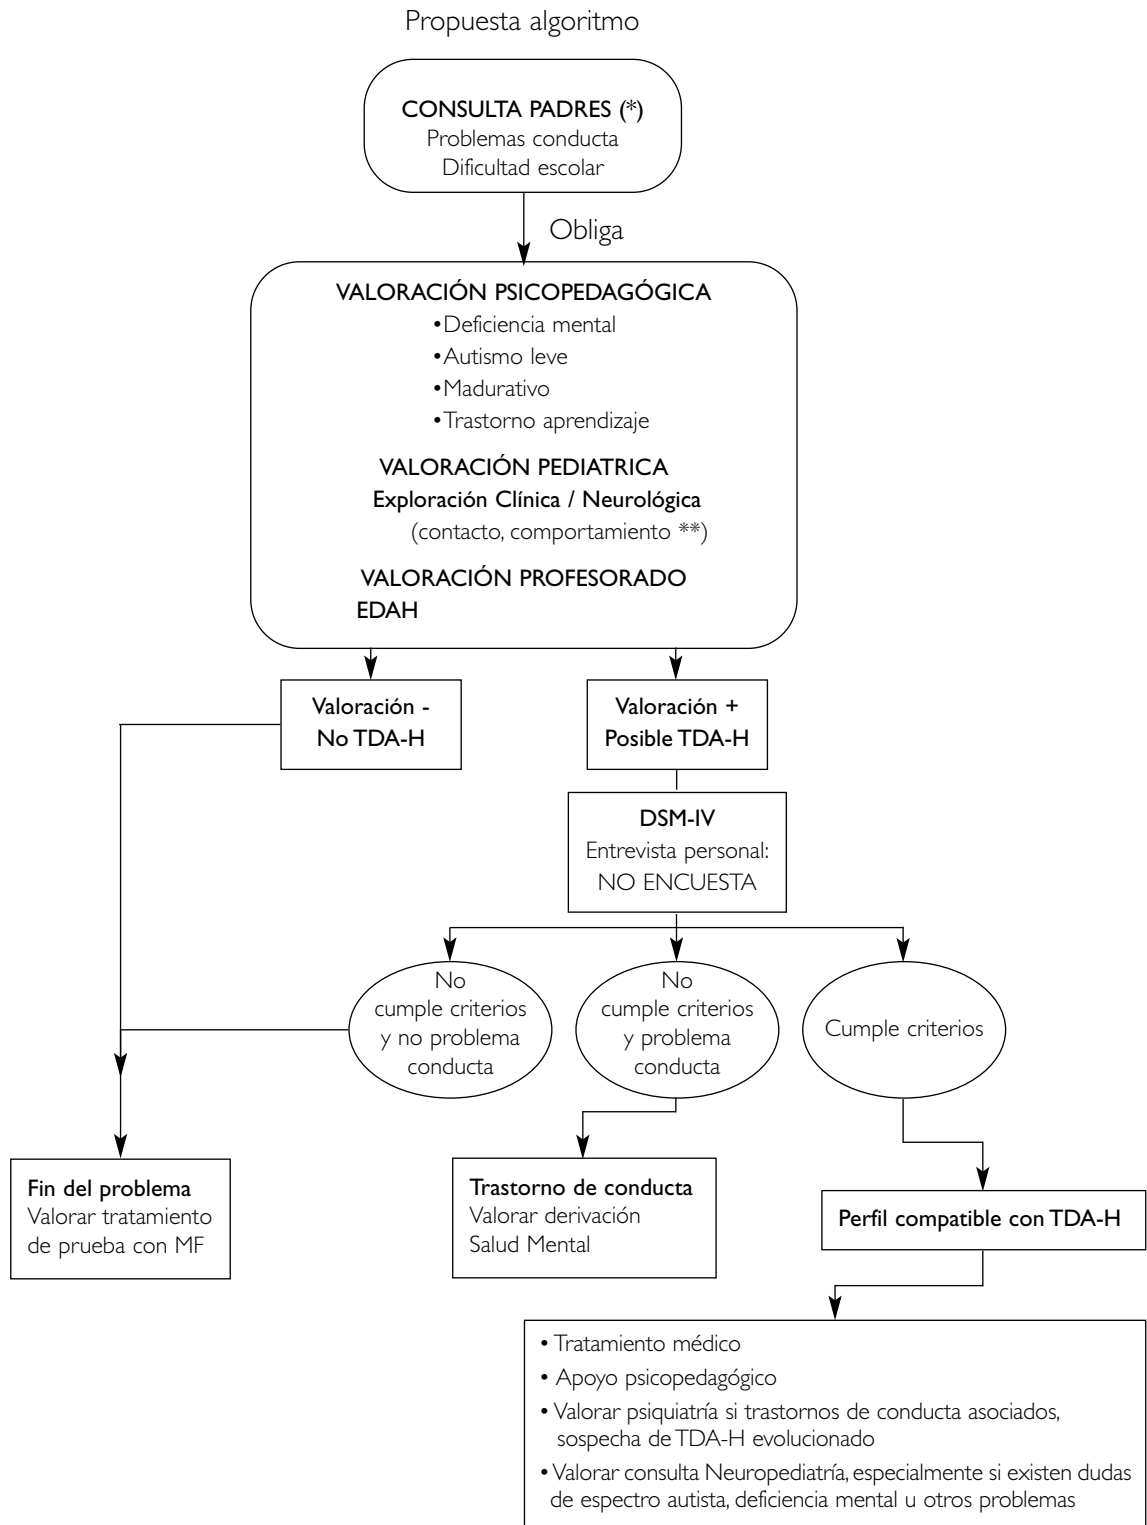 Propuesta algoritmo
CONSULTA PADRES (*)
Problemas conducta
Dificultad escolar
Obliga
VALORACIÓN PSICOPEDAGÓGICA
•Deficiencia mental
•Autismo leve
•Madurativo
•Trastorno aprendizaje
VALORACIÓN PEDIATRICA
Exploración Clínica / Neurológica
(contacto, comportamiento **)
VALORACIÓN PROFESORADO
EDAH
Valoración -
No TDA-H
Valoración +
Posible TDA-H
DSM-IV
Entrevista personal:
NO ENCUESTA
No
cumple criterios
y no problema
conducta
No
cumple criterios
y problema
conducta
Cumple criterios
Fin del problema
Valorar tratamiento
de prueba con MF
Trastorno de conducta
Valorar derivación
Salud Mental
Perfil compatible con TDA-H
• Tratamiento médico
• Apoyo psicopedagógico
• Valorar psiquiatría si trastornos de conducta asociados,
sospecha de TDA-H evolucionado
• Valorar consulta Neuropediatría, especialmente si existen dudas
de espectro autista, deficiencia mental u otros problemas